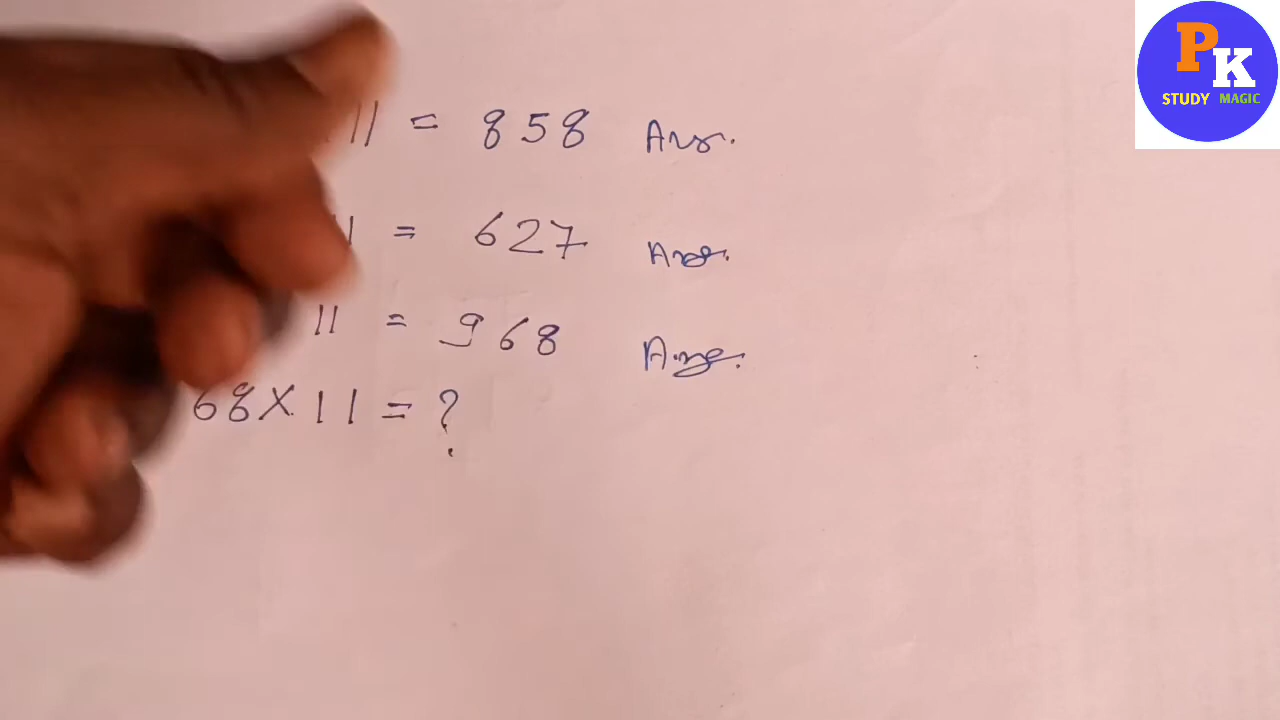 PK
STUDY MAGIC
11 = 858 Ans.
= 627 Ans.
11 = 968 Ans.
68 X 11 = ?